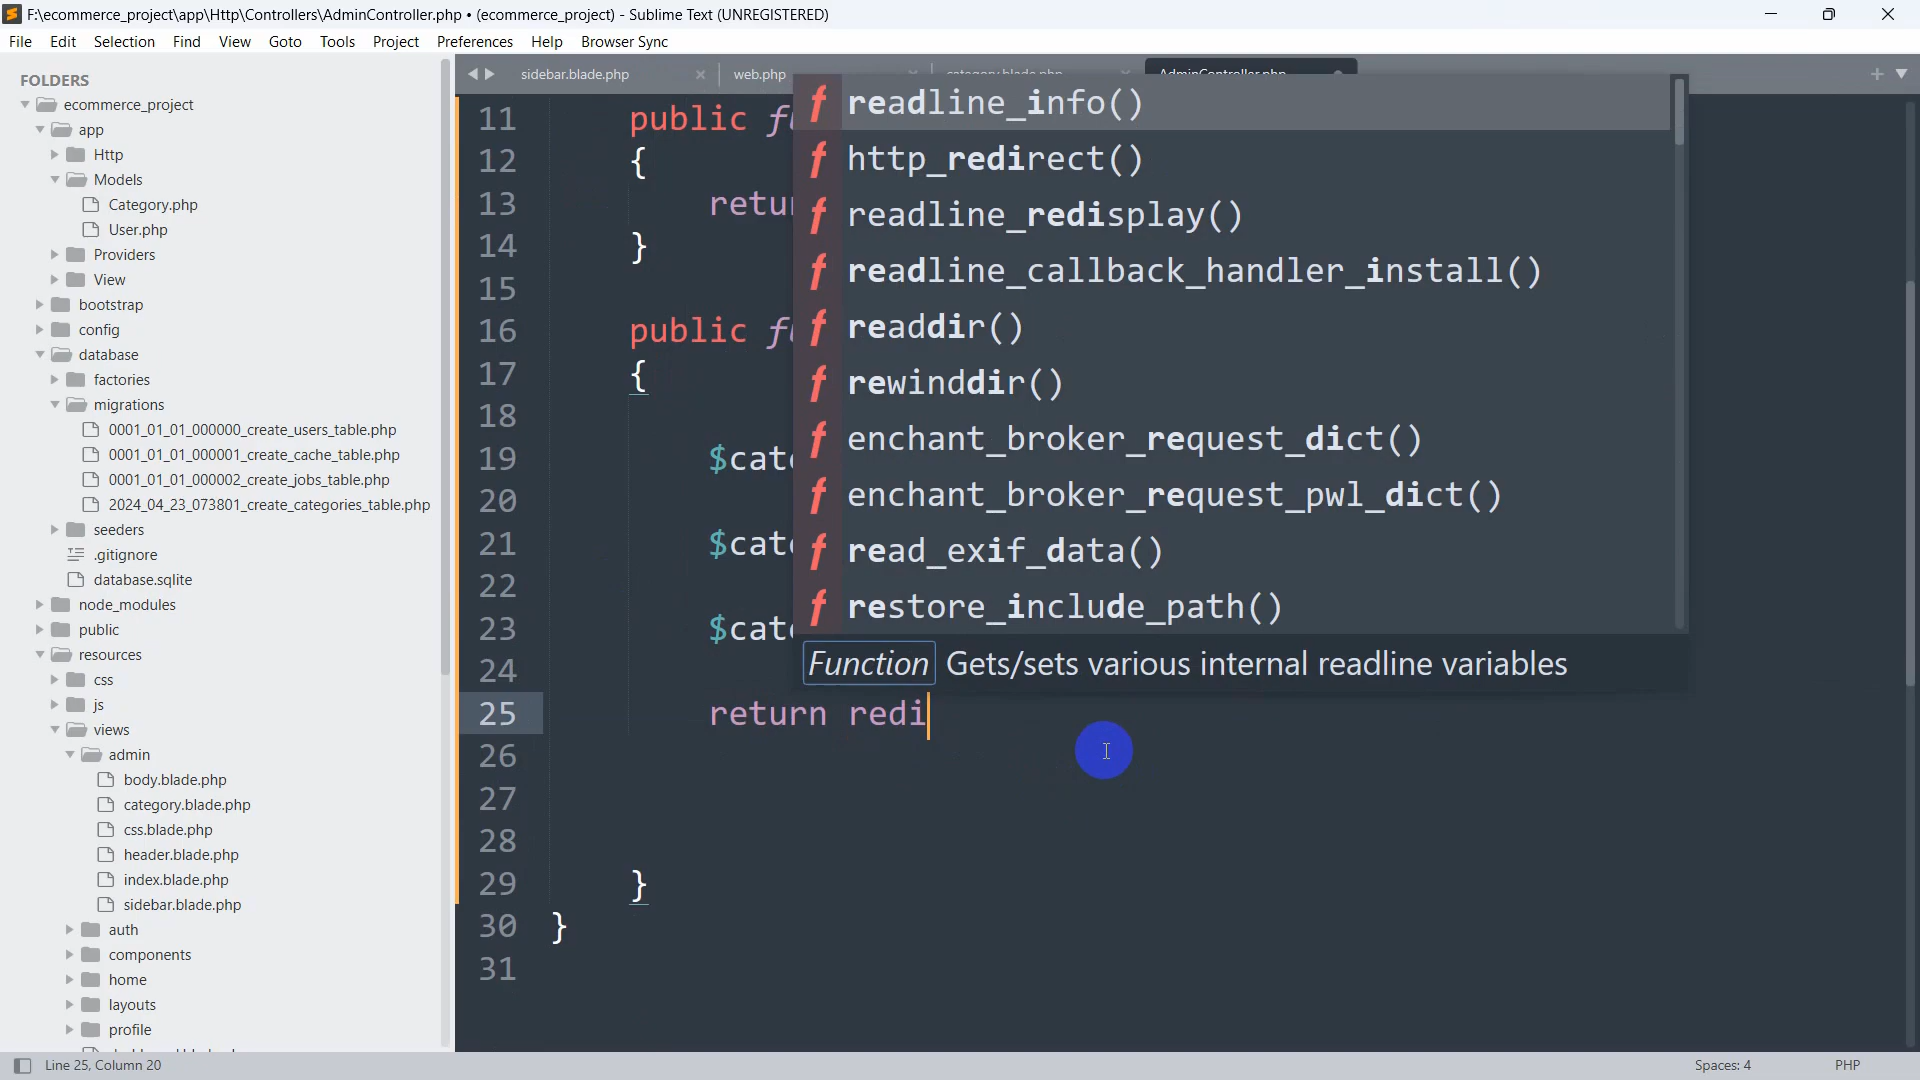 F:\ecommerce_project\app\Http\Controllers\AdminController.php • (ecommerce_project) - Sublime Text (UNREGISTERED)
File Edit Selection Find View Goto Tools Project Preferences Help Browser Sync
FOLDERS
ecommerce_project
app
Http
Models
Category.php
User.php
Providers
View
bootstrap
config
database
factories
migrations
0001_01_01_000000_create_users_table.php
0001_01_01_000001_create_cache_table.php
0001_01_01_000002_create_jobs_table.php
2024_04_23_073801_create_categories_table.php
seeders
.gitignore
database.sqlite
node_modules
public
resources
css
js
views
admin
body.blade.php
category.blade.php
css.blade.php
header.blade.php
index.blade.php
sidebar.blade.php
auth
components
home
layouts
profile
sidebar.blade.php web.php category.blade.php AdminController.php
11 public
12 {
13
14 }
15
16 public
17 {
18
19
20
21
22
23
24
25 return redi
26
27
28
29 }
30 }
31
readline_info()
http_redirect()
readline_redisplay()
readline_callback_handler_install()
readdir()
rewinddir()
enchant_broker_request_dict()
enchant_broker_request_pwl_dict()
read_exif_data()
restore_include_path()
Function Gets/sets various internal readline variables
Line 25, Column 20 Spaces: 4 PHP